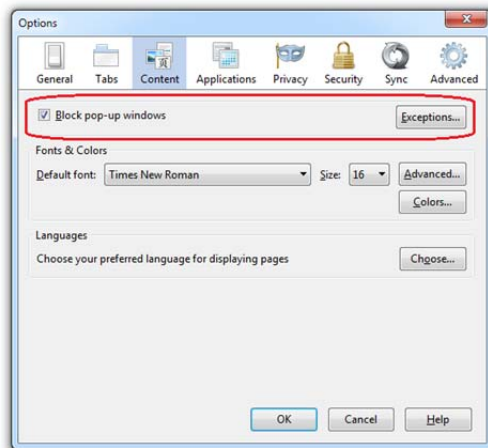 Options
General Tabs Content Applications Privacy Security Sync Advanced
Block pop-up windows Exceptions...
Fonts & Colors
Default font: Times New Roman Size: 16 Advanced...
Colors...
Languages
Choose your preferred language for displaying pages Choose...
OK Cancel Help